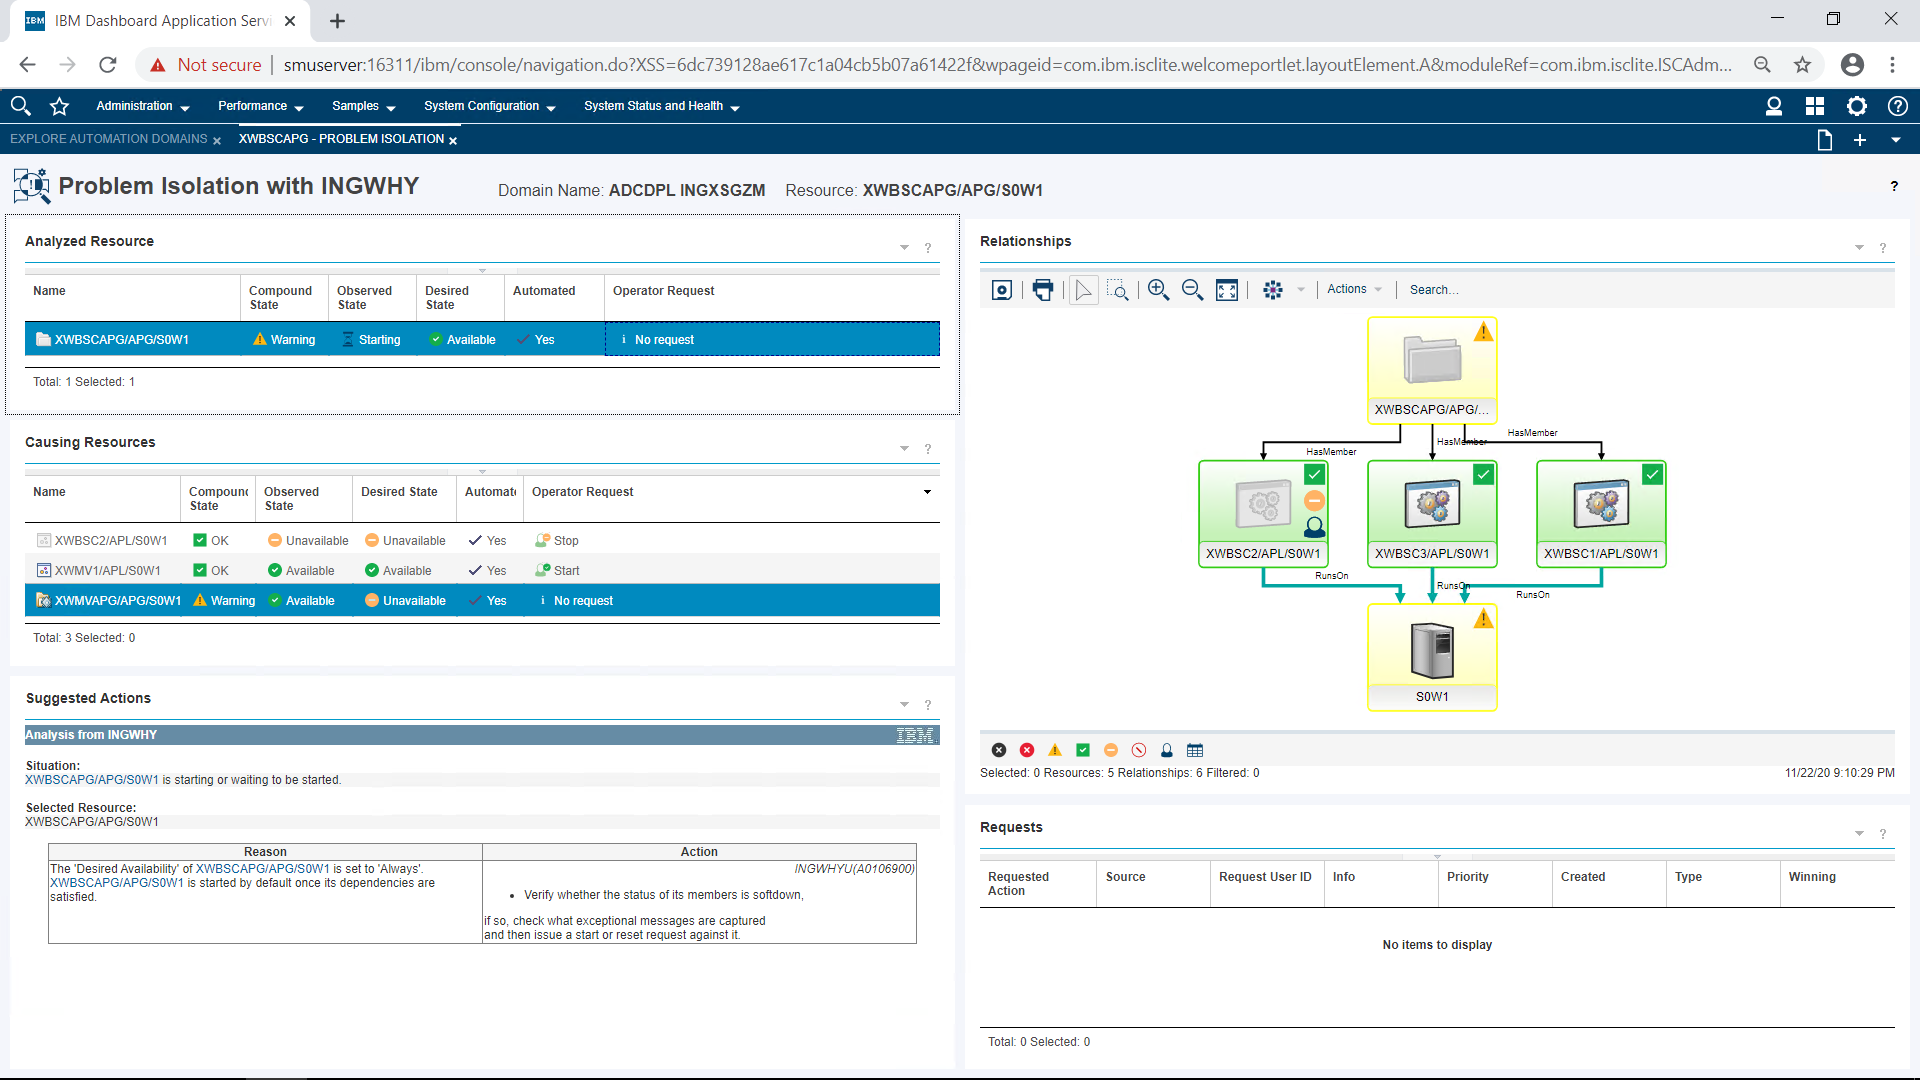 IBM Dashboard Application Servi
Not secure
smuserver:16311/ibm/console/navigation.do?XSS=6dc739128ae617c1a04cb5b07a61422f&wpageid=com.ibm.isclite.welcomeportlet.layoutElement.A&moduleRef=com.ibm.isclite.ISCAdm...
Administration Performance Samples System Configuration System Status and Health
EXPLORE AUTOMATION DOMAINS XWBSCAPG - PROBLEM ISOLATION
Problem Isolation with INGWHY
Domain Name: ADCDPL INGXSGZM Resource: XWBSCAPG/APG/S0W1
?
Analyzed Resource
?
Name Compound State Observed State Desired State Automated Operator Request
XWBSCAPG/APG/S0W1 Warning Starting Available Yes No request
Total: 1 Selected: 1
Causing Resources
?
Name Compound State Observed State Desired State Automate Operator Request
XWBSC2/APL/S0W1 OK Unavailable Unavailable Yes Stop
XWMV1/APL/S0W1 OK Available Available Yes Start
XWMVAPG/APG/S0W1 Warning Available Unavailable Yes No request
Total: 3 Selected: 0
Suggested Actions
?
Analysis from INGWHY
IBM.
Situation:
XWBSCAPG/APG/S0W1 is starting or waiting to be started.
Selected Resource:
XWBSCAPG/APG/S0W1
Reason
Action
The 'Desired Availability' of XWBSCAPG/APG/S0W1 is set to 'Always'.
XWBSCAPG/APG/S0W1 is started by default once its dependencies are
satisfied.
INGWHYU(A0106900)
• Verify whether the status of its members is softdown,
if so, check what exceptional messages are captured
and then issue a start or reset request against it.
Relationships
?
Actions
Search...
XWBSCAPG/APG/...
HasMember
HasMember
HasMember
XWBSC2/APL/S0W1
XWBSC3/APL/S0W1
XWBSC1/APL/S0W1
RunsOn
RunsOn
RunsOn
S0W1
Selected: 0 Resources: 5 Relationships: 6 Filtered: 0
11/22/20 9:10:29 PM
Requests
?
Requested Action Source Request User ID Info Priority Created Type Winning
No items to display
Total: 0 Selected: 0